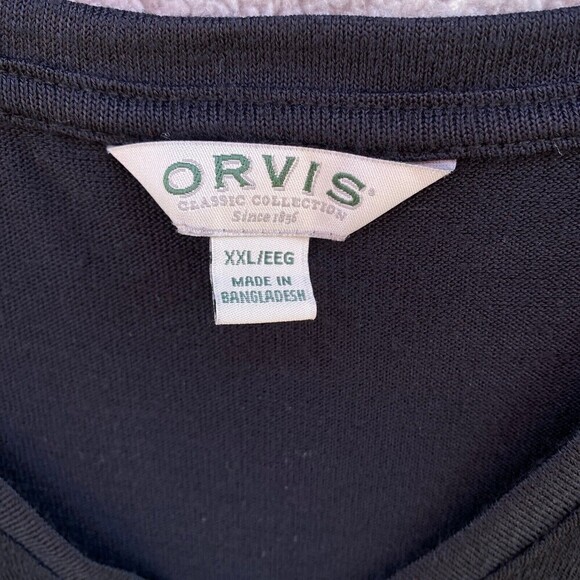 ORVIS®
CLASSIC COLLECTION
Since 1856
XXL/EEG
MADE IN
BANGLADESH